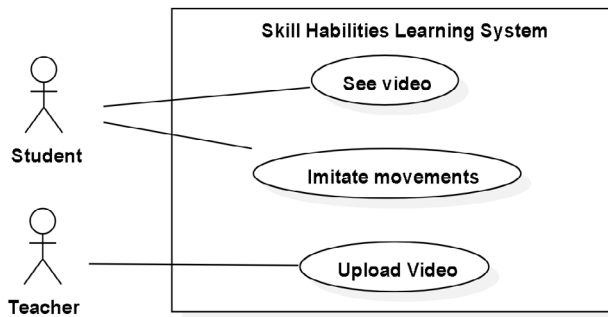 Skill Habilities Learning System
See video
Student
Imitate movements
Upload Video
Teacher